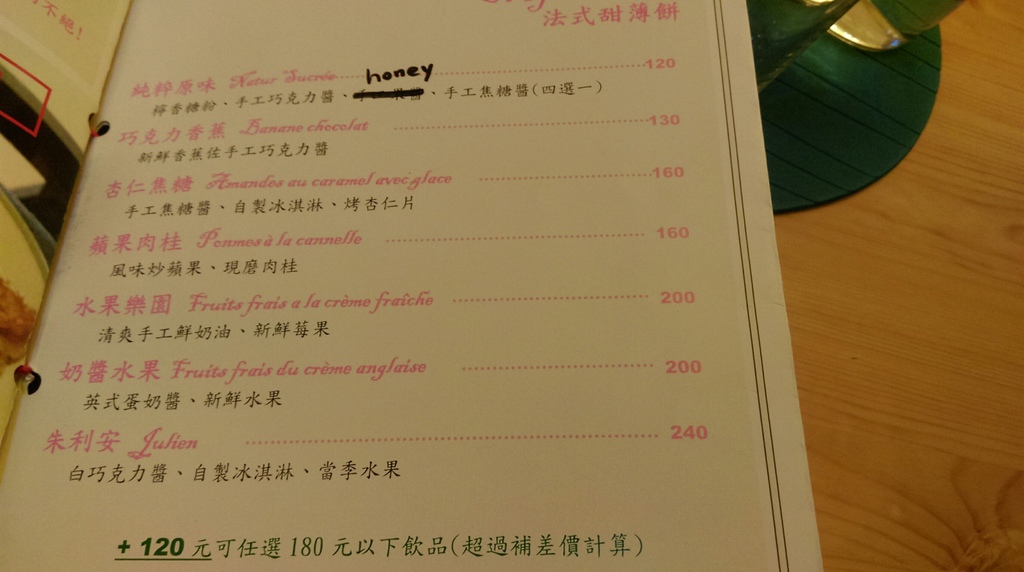 不絕!
法式甜薄餅
純粹原味 Natur Sucrée 120
honey
檸香糖粉、手工巧克力醬、手工果醬、手工焦糖醬(四選一)
巧克力香蕉 Banane chocolat 130
新鮮香蕉佐手工巧克力醬
杏仁焦糖 Amandes au caramel avec glace 160
手工焦糖醬、自製冰淇淋、烤杏仁片
蘋果肉桂 Pommes à la cannelle 160
風味炒蘋果、現磨肉桂
水果樂園 Fruits frais a la crème fraîche 200
清爽手工鮮奶油、新鮮莓果
奶醬水果 Fruits frais du crème anglaise 200
英式蛋奶醬、新鮮水果
朱利安 Julien 240
白巧克力醬、自製冰淇淋、當季水果
+ 120 元可任選 180 元以下飲品(超過補差價計算)